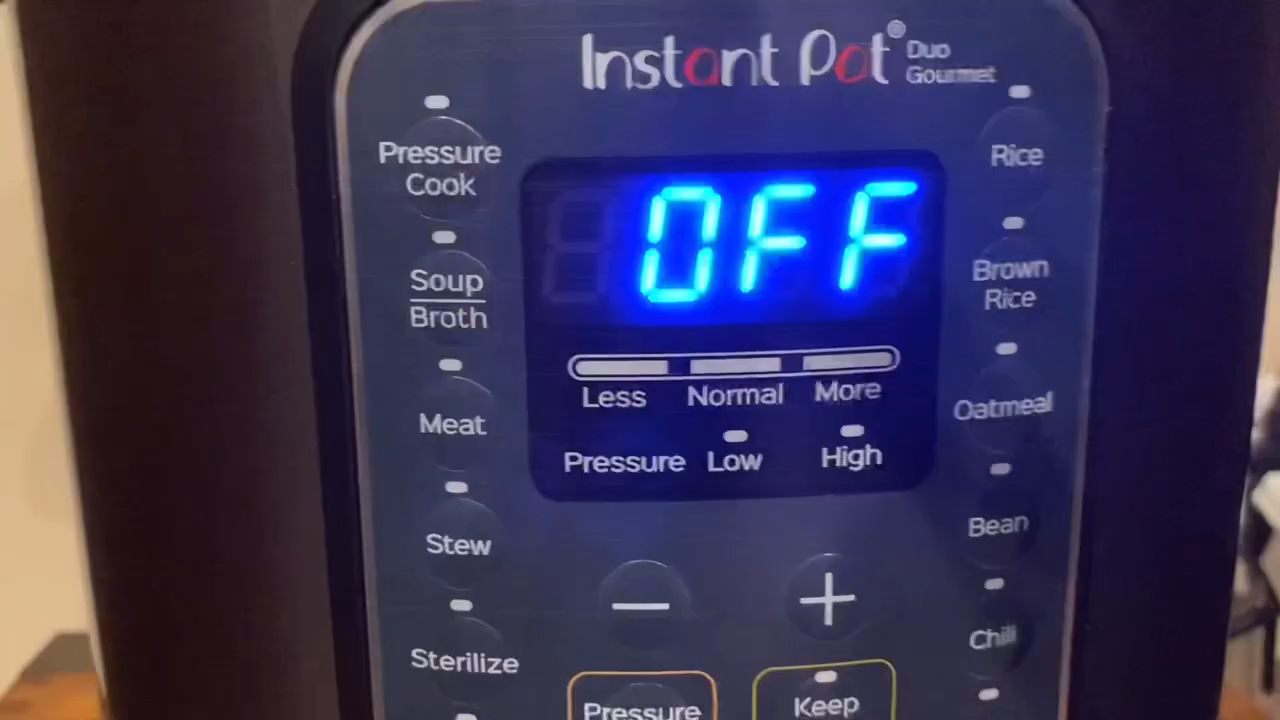 Instant Pot® Duo
Gourmet
Pressure
Cook
Soup
Broth
Meat
Stew
Sterilize
OFF
Less Normal More
Pressure Low High
− +
Pressure
Keep
Rice
Brown
Rice
Oatmeal
Bean
Chili